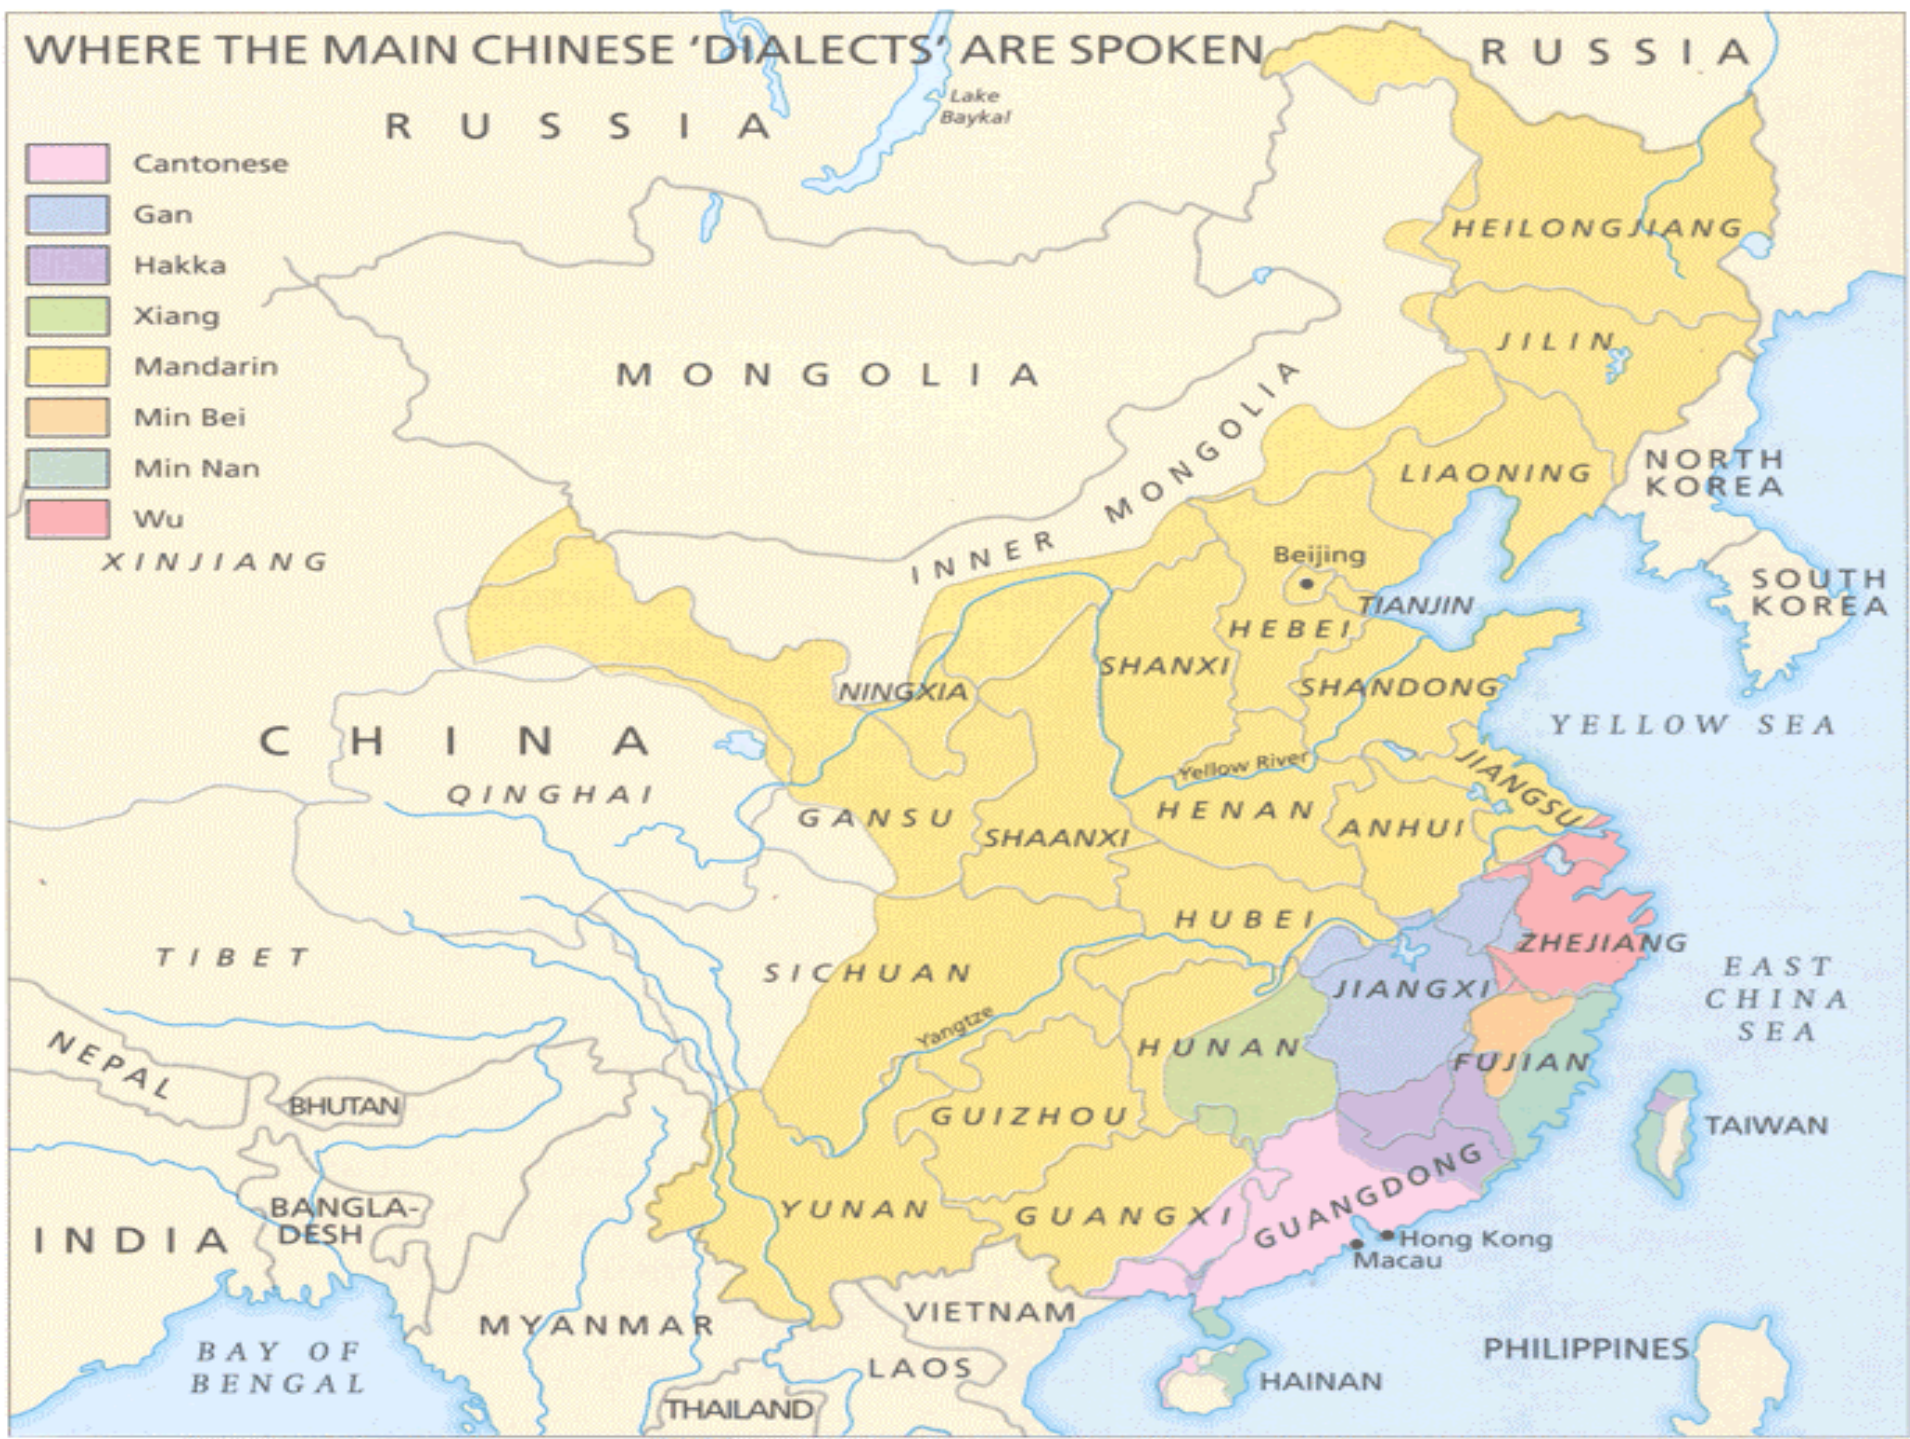 WHERE THE MAIN CHINESE 'DIALECTS' ARE SPOKEN
RUSSIA
RUSSIA
Lake
Baykal
Cantonese
Gan
Hakka
Xiang
Mandarin
Min Bei
Min Nan
Wu
XINJIANG
MONGOLIA
INNER MONGOLIA
HEILONGJIANG
JILIN
LIAONING
NORTH
KOREA
SOUTH
KOREA
Beijing
TIANJIN
HEBEI
SHANXI
SHANDONG
NINGXIA
YELLOW SEA
CHINA
QINGHAI
GANSU
SHAANXI
Yellow River
HENAN
ANHUI
JIANGSU
HUBEI
ZHEJIANG
TIBET
SICHUAN
JIANGXI
EAST
CHINA
SEA
Yangtze
HUNAN
FUJIAN
NEPAL
BHUTAN
GUIZHOU
TAIWAN
BANGLA-
DESH
INDIA
YUNAN
GUANGXI
GUANGDONG
Hong Kong
Macau
MYANMAR
VIETNAM
LAOS
THAILAND
HAINAN
PHILIPPINES
BAY OF
BENGAL